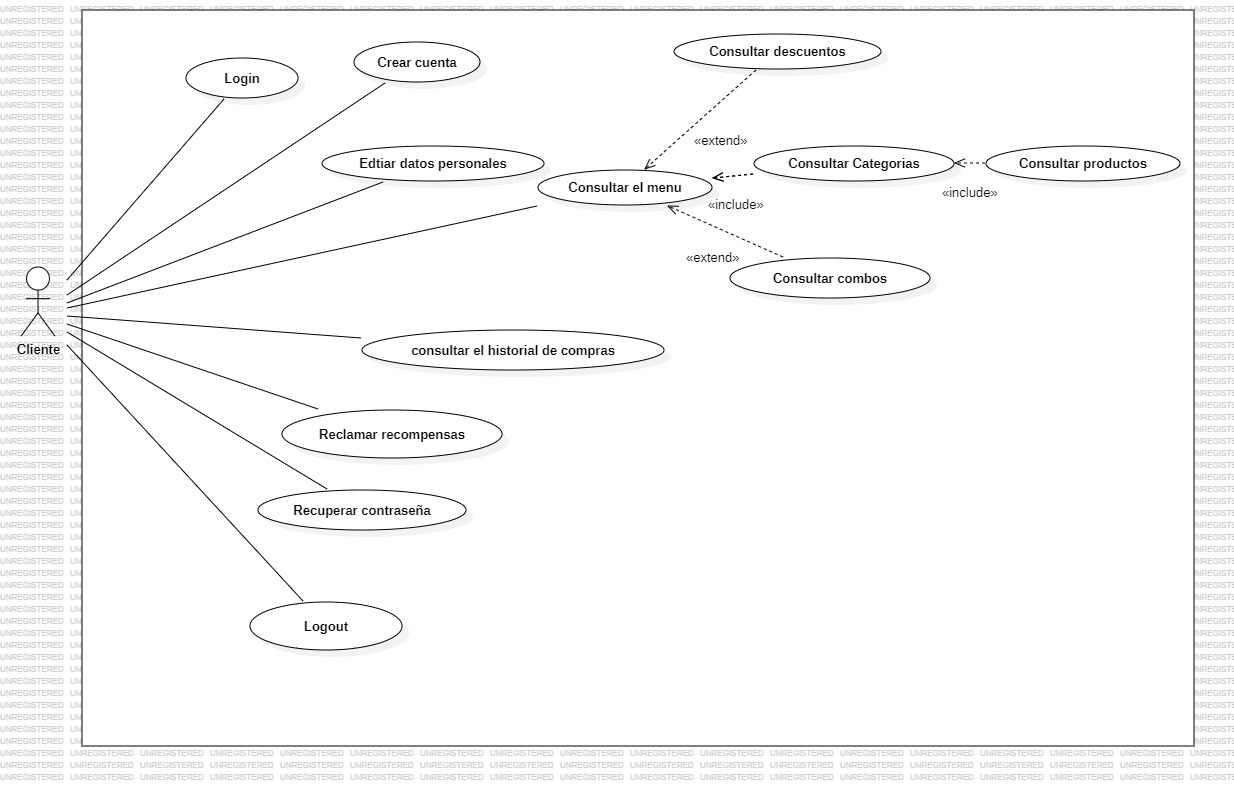 Login
Crear cuenta
Consultar descuentos
«extend»
Edtiar datos personales
Consultar Categorias
Consultar productos
Consultar el menu
«include»
«include»
«extend»
Consultar combos
Cliente
consultar el historial de compras
Reclamar recompensas
Recuperar contraseña
Logout
UNREGISTERED